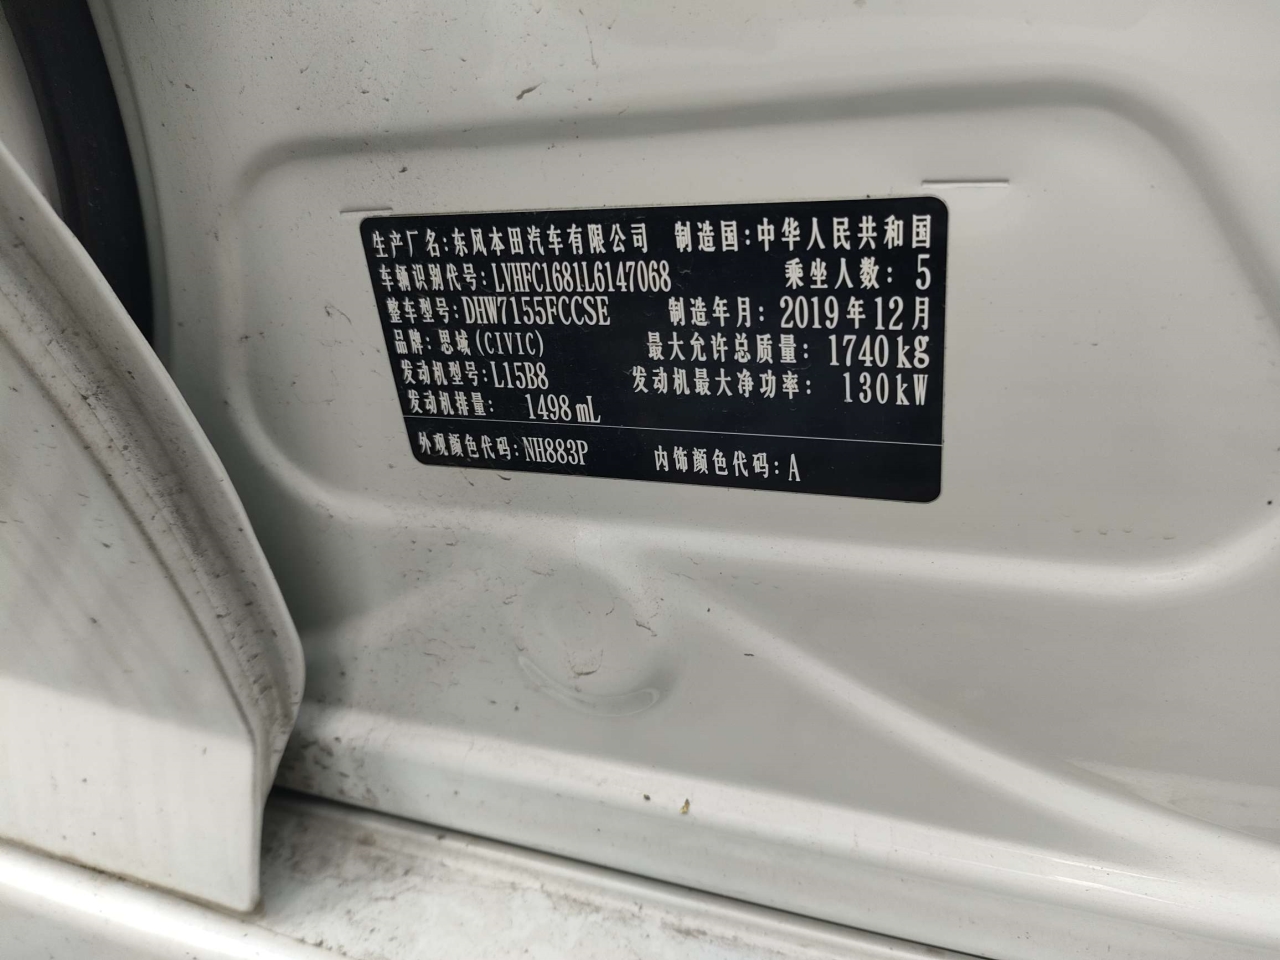 生产厂名:东风本田汽车有限公司 制造国:中华人民共和国
车辆识别代号:LVHFC1681L6147068 乘坐人数:5
整车型号:DHW7155FCCSE 制造年月:2019年12月
品牌:思域(CIVIC) 最大允许总质量:1740kg
发动机型号:L15B8 发动机最大净功率:130kW
发动机排量: 1498mL
外观颜色代码:NH883P 内饰颜色代码:A